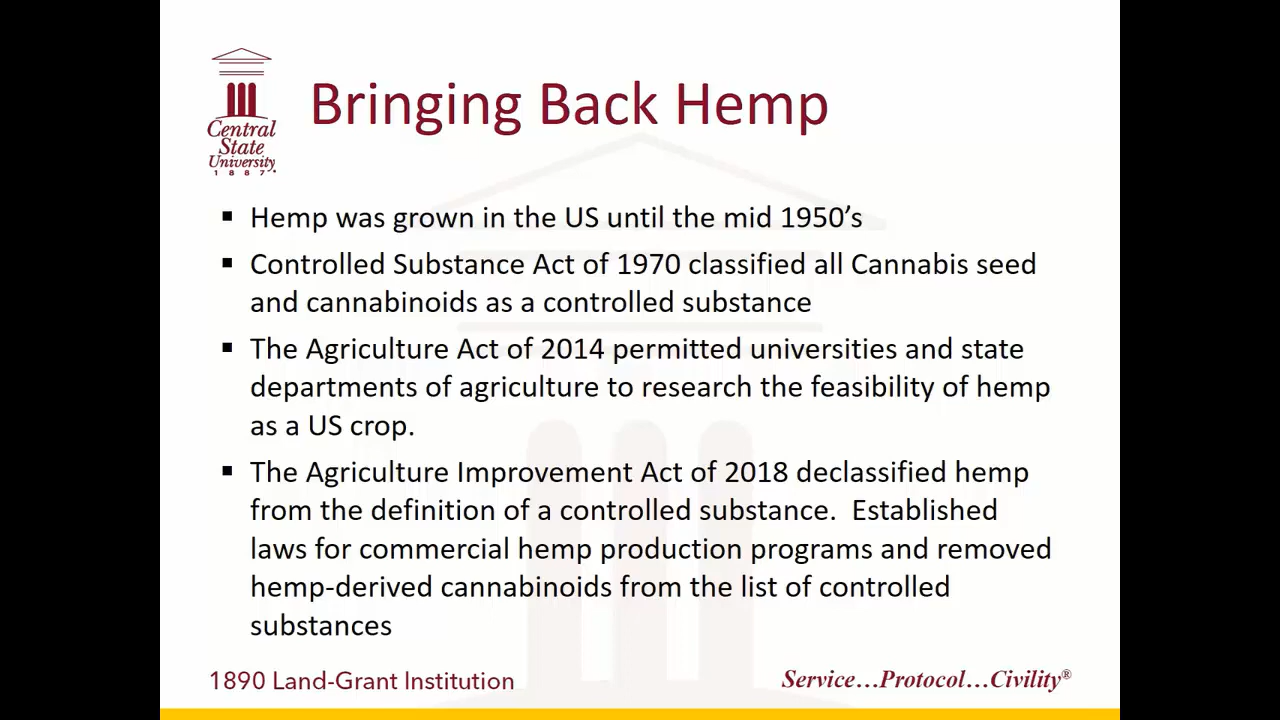 Central
State
University
1887
Bringing Back Hemp
▪ Hemp was grown in the US until the mid 1950’s
▪ Controlled Substance Act of 1970 classified all Cannabis seed
and cannabinoids as a controlled substance
▪ The Agriculture Act of 2014 permitted universities and state
departments of agriculture to research the feasibility of hemp
as a US crop.
▪ The Agriculture Improvement Act of 2018 declassified hemp
from the definition of a controlled substance.  Established
laws for commercial hemp production programs and removed
hemp-derived cannabinoids from the list of controlled
substances
1890 Land-Grant Institution
Service…Protocol…Civility®